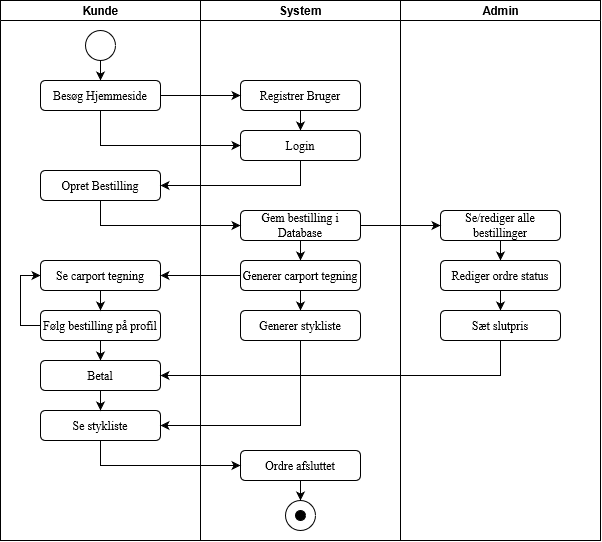 Kunde
System
Admin
Besøg Hjemmeside
Registrer Bruger
Login
Opret Bestilling
Gem bestilling i
Database
Se/rediger alle
bestillinger
Se carport tegning
Generer carport tegning
Rediger ordre status
Følg bestilling på profil
Generer stykliste
Sæt slutpris
Betal
Se stykliste
Ordre afsluttet